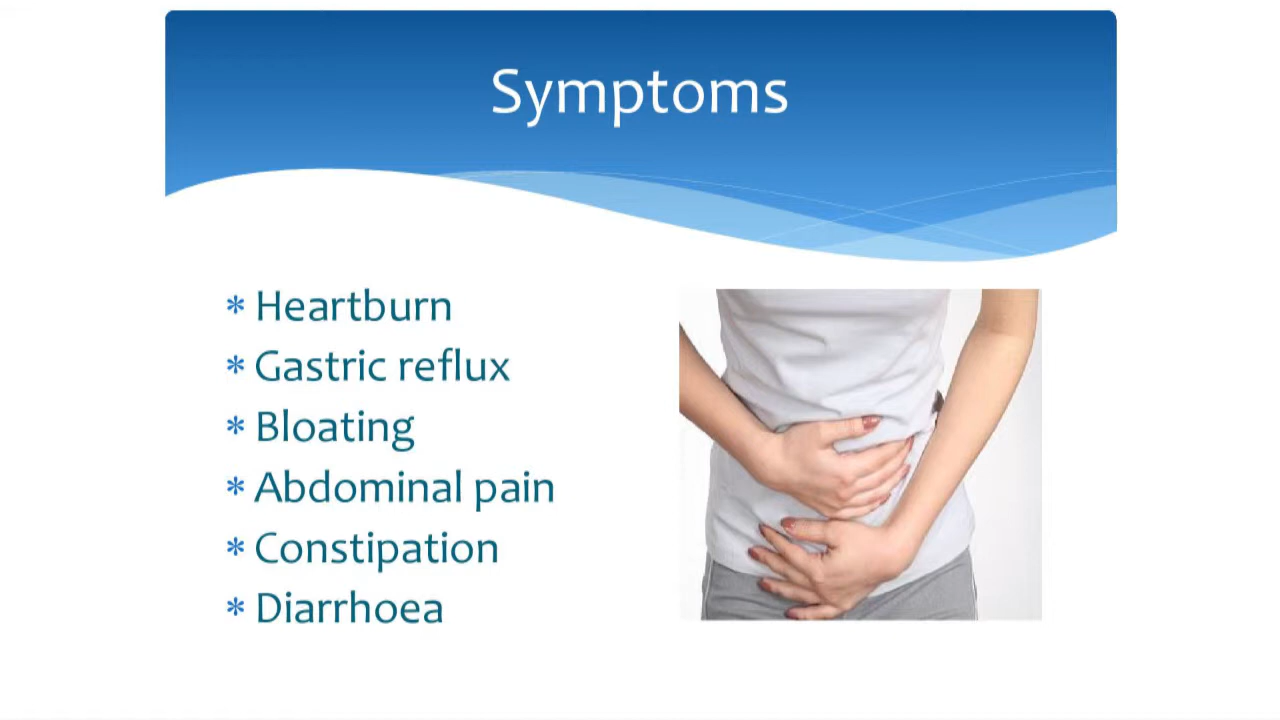 Symptoms
* Heartburn
* Gastric reflux
* Bloating
* Abdominal pain
* Constipation
* Diarrhoea